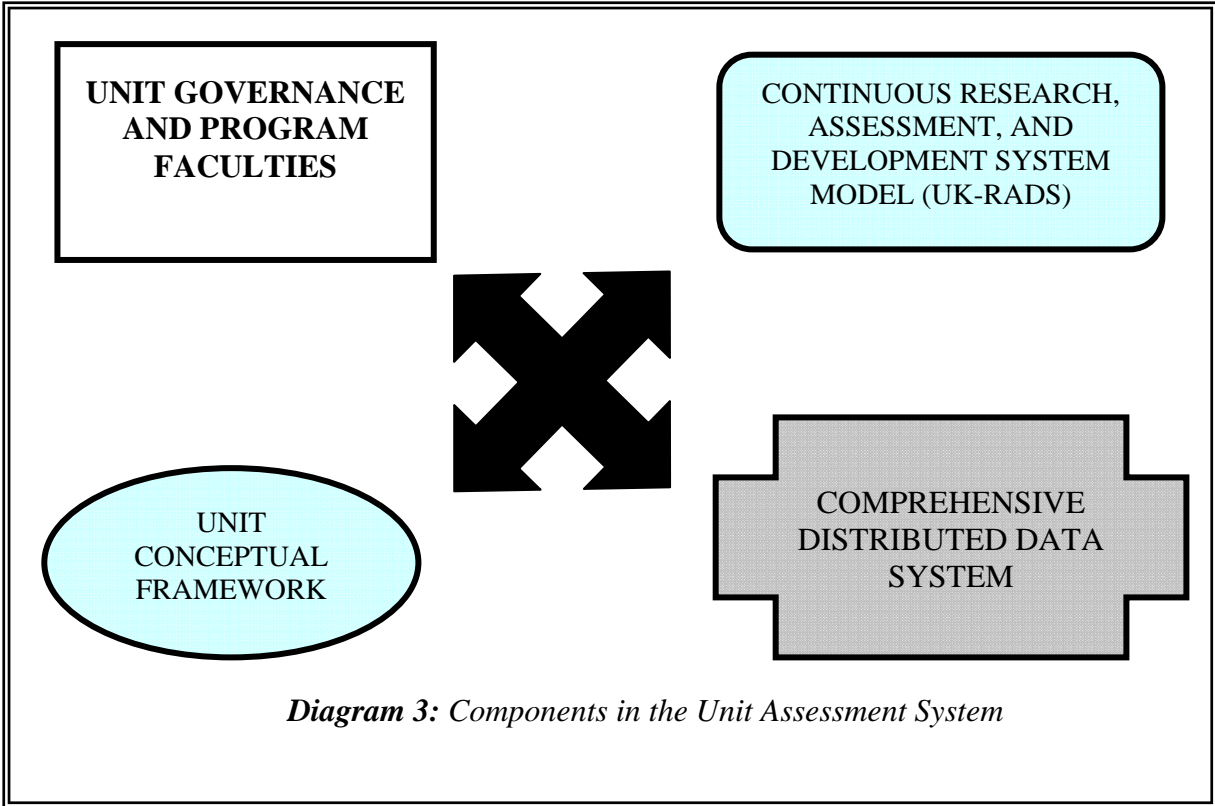 UNIT GOVERNANCE
AND PROGRAM
FACULTIES
CONTINUOUS RESEARCH,
ASSESSMENT, AND
DEVELOPMENT SYSTEM
MODEL (UK-RADS)
UNIT
CONCEPTUAL
FRAMEWORK
COMPREHENSIVE
DISTRIBUTED DATA
SYSTEM
Diagram 3: Components in the Unit Assessment System